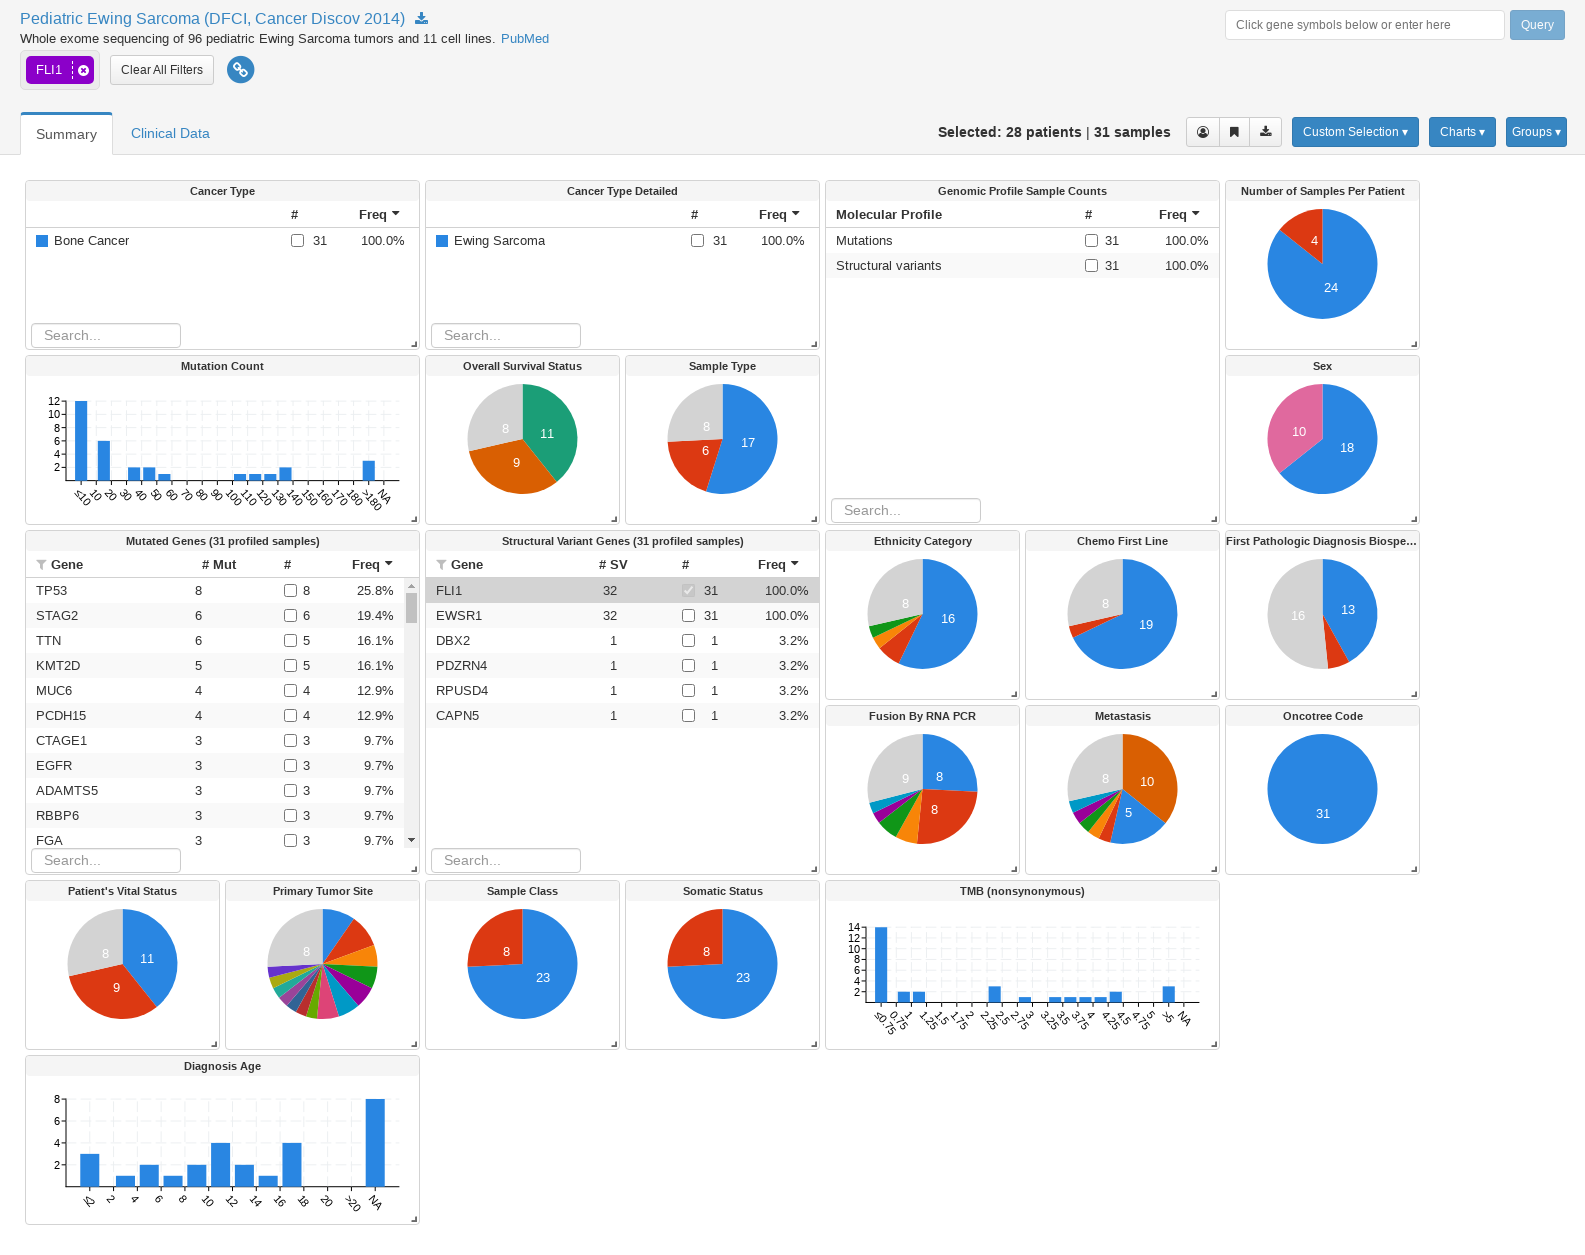 Pediatric Ewing Sarcoma (DFCI, Cancer Discov 2014)
Whole exome sequencing of 96 pediatric Ewing Sarcoma tumors and 11 cell lines. PubMed
Click gene symbols below or enter here
Query
FLI1
Clear All Filters
Summary
Clinical Data
Selected: 28 patients | 31 samples
Custom Selection ▾
Charts ▾
Groups ▾
Cancer Type
# Freq
Bone Cancer 31 100.0%
Search...
Cancer Type Detailed
# Freq
Ewing Sarcoma 31 100.0%
Search...
Genomic Profile Sample Counts
Molecular Profile # Freq
Mutations 31 100.0%
Structural variants 31 100.0%
Search...
Number of Samples Per Patient
4
24
Mutation Count
12
10
8
6
4
2
≤10 10 20 30 40 50 60 70 80 90 100 110 120 130 140 150 160 170 180 >180 NA
Overall Survival Status
8
11
9
Sample Type
8
17
6
Sex
10
18
Mutated Genes (31 profiled samples)
Gene # Mut # Freq
TP53 8 8 25.8%
STAG2 6 6 19.4%
TTN 6 5 16.1%
KMT2D 5 5 16.1%
MUC6 4 4 12.9%
PCDH15 4 4 12.9%
CTAGE1 3 3 9.7%
EGFR 3 3 9.7%
ADAMTS5 3 3 9.7%
RBBP6 3 3 9.7%
FGA 3 3 9.7%
Search...
Structural Variant Genes (31 profiled samples)
Gene # SV # Freq
FLI1 32 31 100.0%
EWSR1 32 31 100.0%
DBX2 1 1 3.2%
PDZRN4 1 1 3.2%
RPUSD4 1 1 3.2%
CAPN5 1 1 3.2%
Search...
Ethnicity Category
8
16
Chemo First Line
8
19
First Pathologic Diagnosis Biospe...
16
13
Fusion By RNA PCR
9
8
8
Metastasis
8
10
5
Oncotree Code
31
Patient's Vital Status
8
11
9
Primary Tumor Site
8
Sample Class
8
23
Somatic Status
8
23
TMB (nonsynonymous)
14
12
10
8
6
4
2
≤0.75 0.75 1 1.25 1.5 1.75 2 2.25 2.5 2.75 3 3.25 3.5 3.75 4 4.25 4.5 4.75 5 >5 NA
Diagnosis Age
8
6
4
2
≤2 2 4 6 8 10 12 14 16 18 20 >20 NA